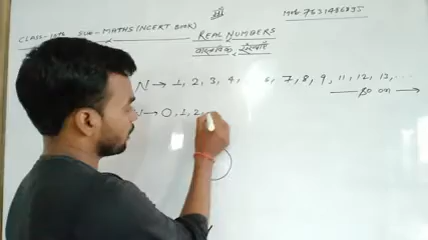 माँ
Mob- 7631486895
CLASS-10th Sub- MATHS (NCERT BOOK) REAL NUMBERS
वास्तविक संख्याएँ
N → 1, 2, 3, 4, 6, 7, 8, 9, 11, 12, 13, ...
So on →
→ 0, 1, 2,